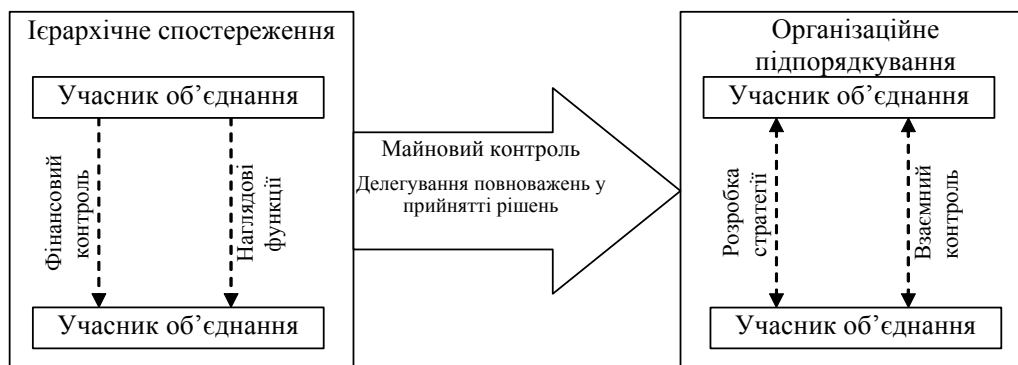 Ієрархічне спостереження
Учасник об’єднання
Фінансовий
контроль
Наглядові
функції
Учасник об’єднання
Майновий контроль
Делегування повноважень у
прийнятті рішень
Організаційне
підпорядкування
Учасник об’єднання
Розробка
стратегії
Взаємний
контроль
Учасник об’єднання